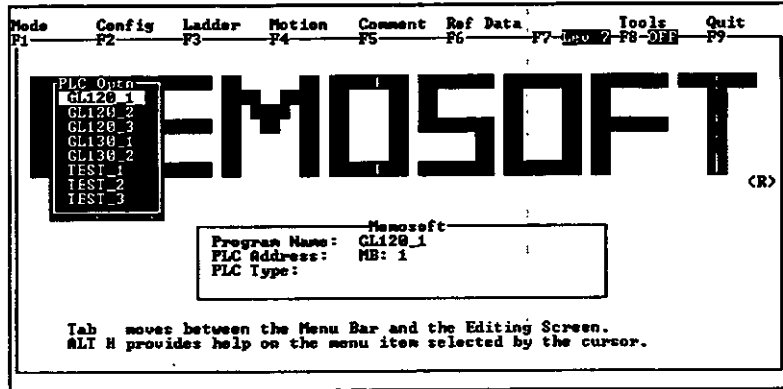 Mode Config Ladder Motion Comment Ref Data Tools Quit
F1 F2 F3 F4 F5 F6 F7 Lev 2 F8 OFF F9
PLC Optn
GL120_1
GL120_2
GL120_3
GL130_1
GL130_2
TEST_1
TEST_2
TEST_3
MEMOSOFT
(R)
Memosoft
Program Name: GL120_1
PLC Address: MB: 1
PLC Type:
Tab moves between the Menu Bar and the Editing Screen.
ALT H provides help on the menu item selected by the cursor.